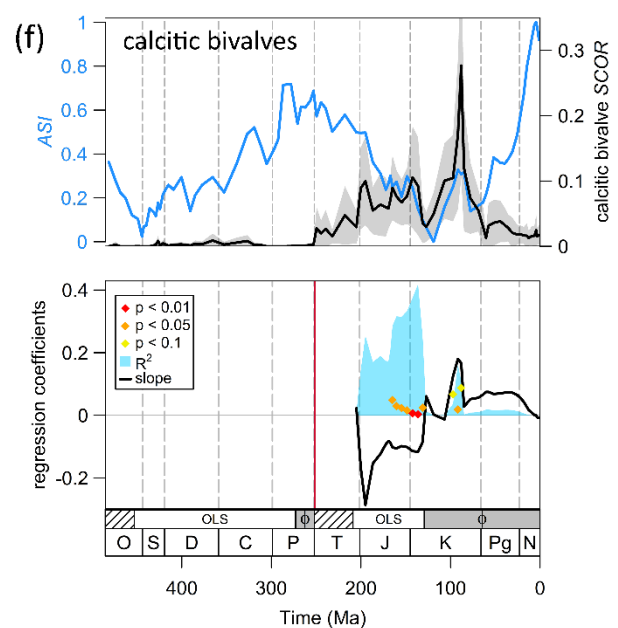 (f)
calcitic bivalves
ASI
1
0.8
0.6
0.4
0.2
0
calcitic bivalve SCOR
0.3
0.2
0.1
0
regression coefficients
0.4
0.2
0
-0.2
p < 0.01
p < 0.05
p < 0.1
R²
slope
OLS Φ OLS Φ
O S D C P T J K Pg N
400 300 200 100 0
Time (Ma)